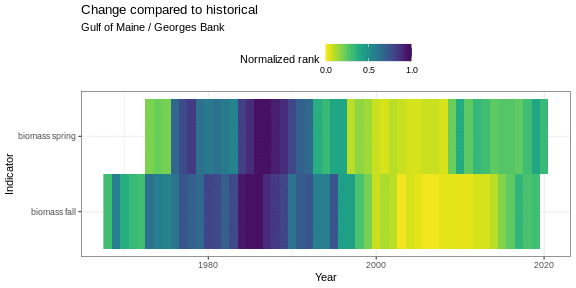 Change compared to historical
Gulf of Maine / Georges Bank
Normalized rank
0.0 0.5 1.0
Indicator
biomass spring
biomass fall
1980 2000 2020
Year